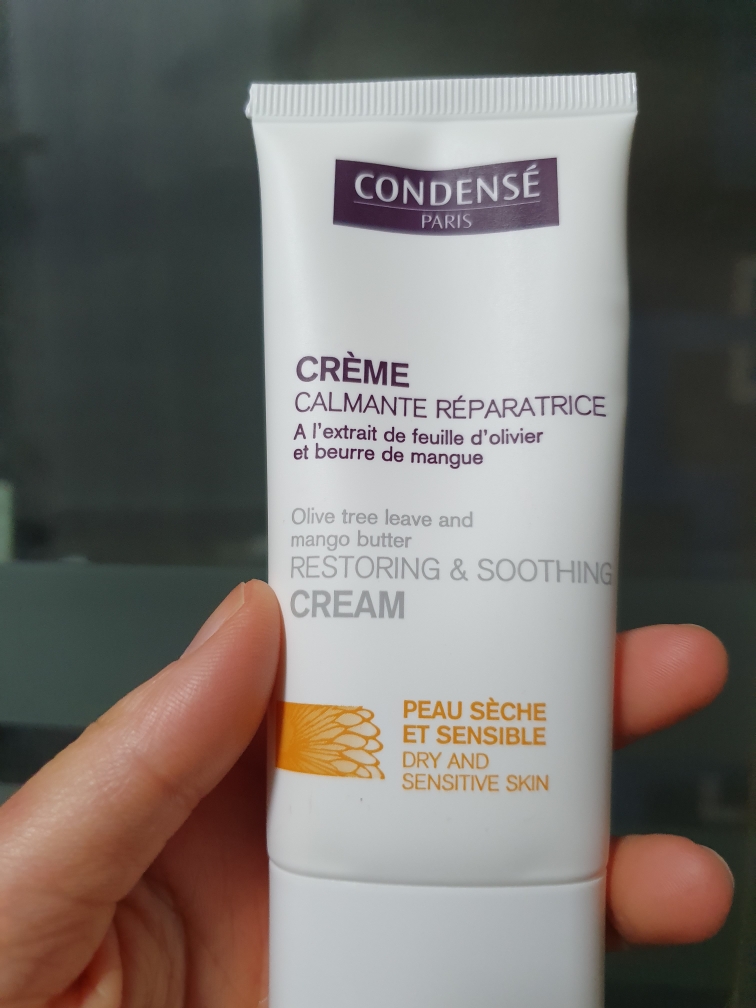 CONDENSÉ
PARIS
CRÈME
CALMANTE RÉPARATRICE
A l'extrait de feuille d'olivier
et beurre de mangue
Olive tree leave and
mango butter
RESTORING & SOOTHING
CREAM
PEAU SÈCHE
ET SENSIBLE
DRY AND
SENSITIVE SKIN